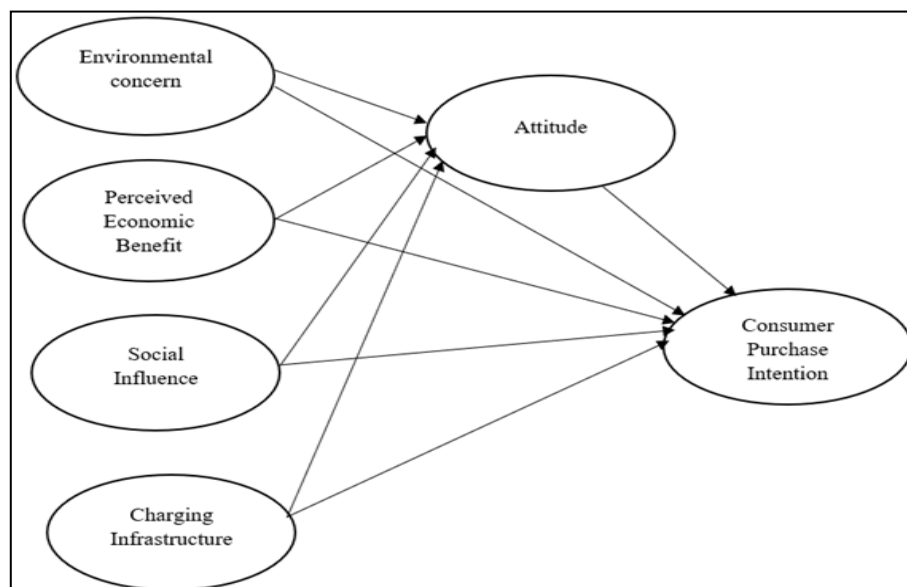 Environmental
concern
Attitude
Perceived
Economic
Benefit
Social
Influence
Consumer
Purchase
Intention
Charging
Infrastructure